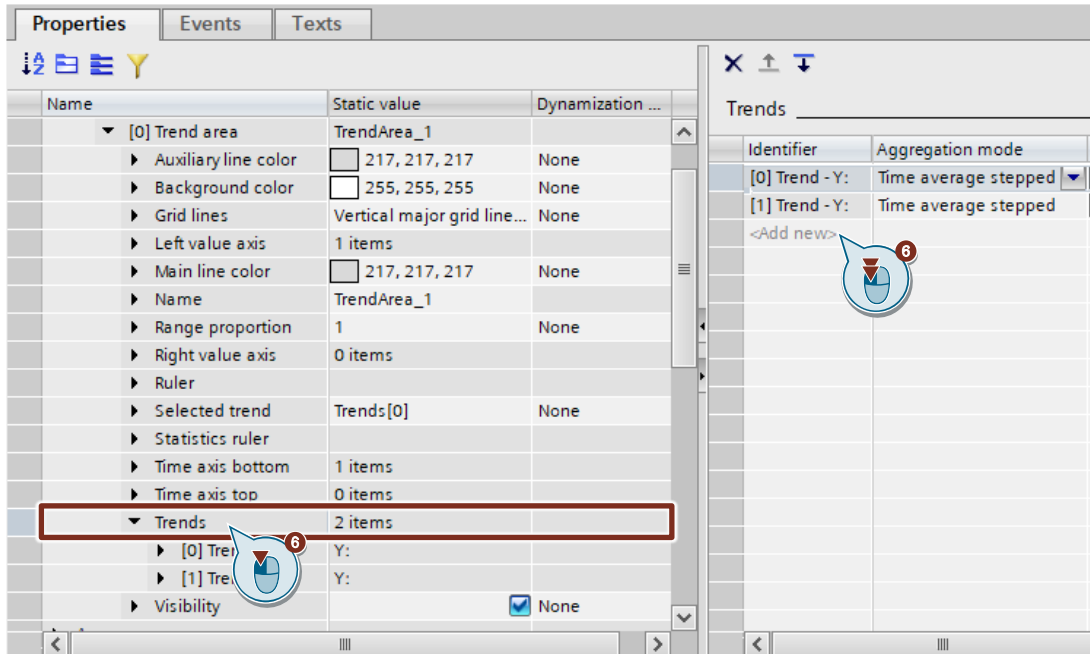 Properties Events Texts
Name Static value Dynamization ...
[0] Trend area TrendArea_1
Auxiliary line color 217, 217, 217 None
Background color 255, 255, 255 None
Grid lines Vertical major grid line... None
Left value axis 1 items
Main line color 217, 217, 217 None
Name TrendArea_1
Range proportion 1 None
Right value axis 0 items
Ruler
Selected trend Trends[0] None
Statistics ruler
Time axis bottom 1 items
Time axis top 0 items
Trends 2 items
6
[0] Y:
[1] Y:
Visibility None
Trends
Identifier Aggregation mode
[0] Trend - Y: Time average stepped
[1] Trend - Y: Time average stepped
<Add new>
6